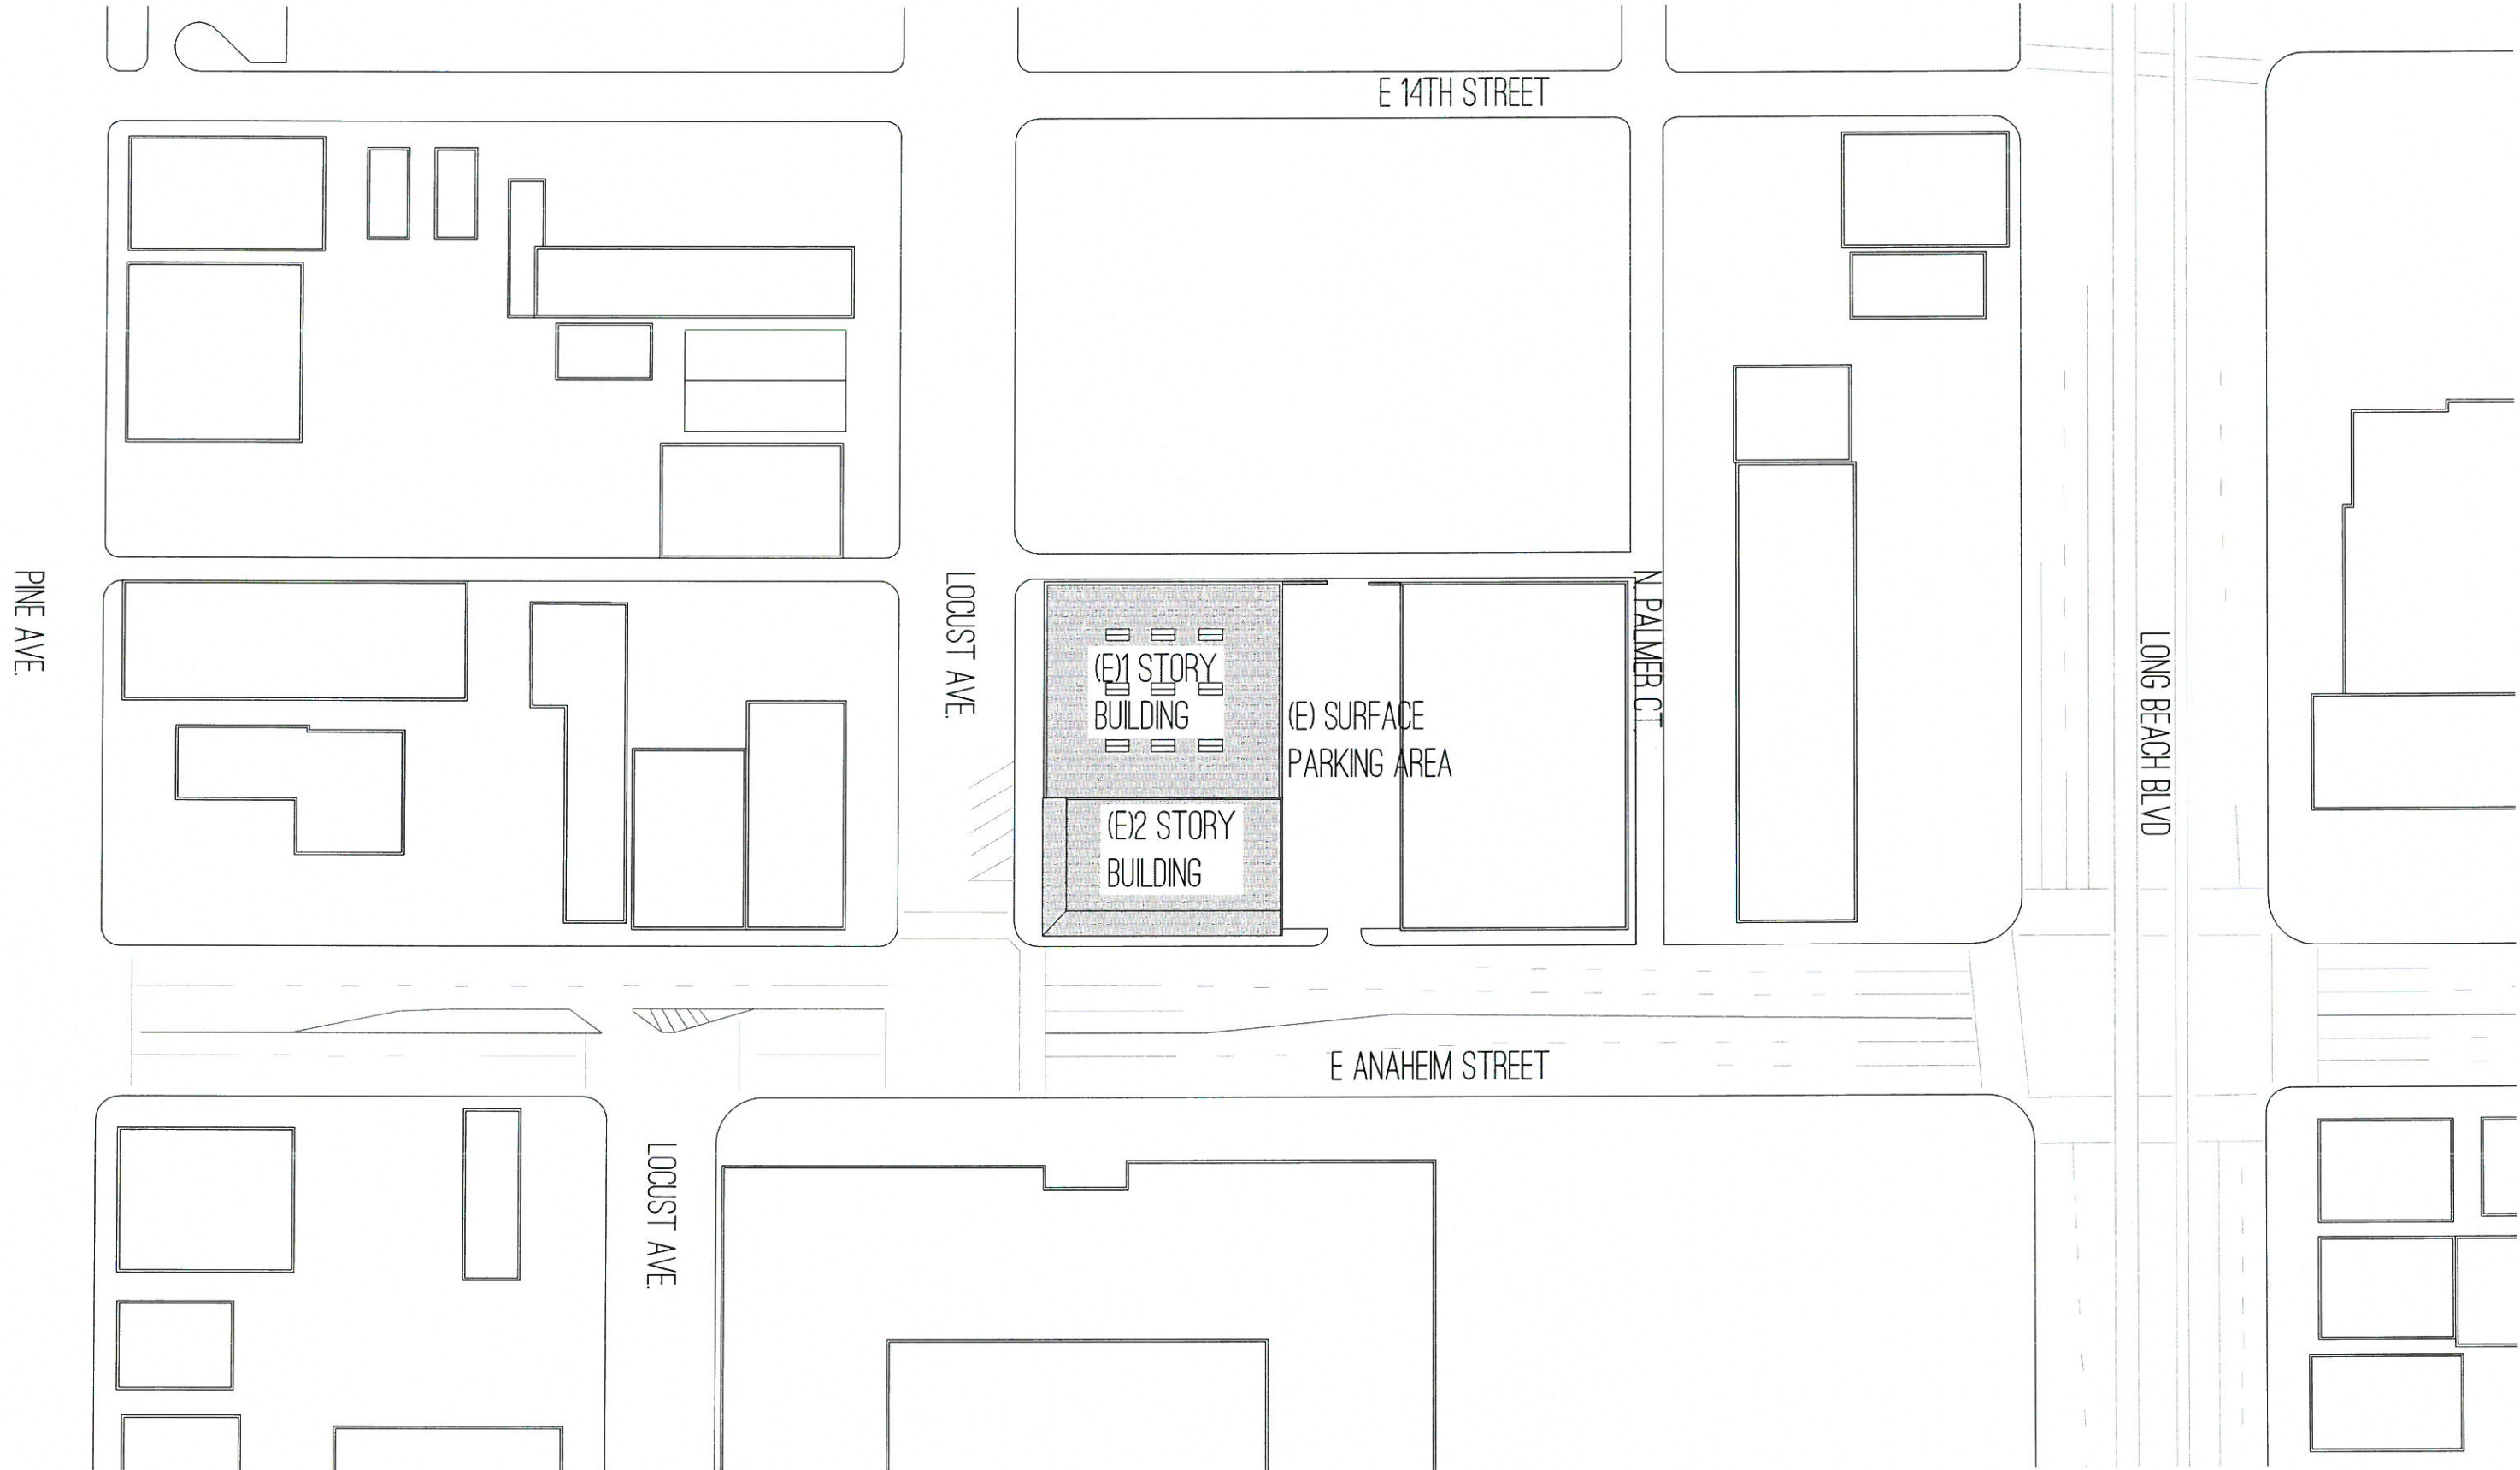 E 14TH STREET
PINE AVE.
LOCUST AVE.
(E)1 STORY
BUILDING
(E) SURFACE
PARKING AREA
N. PALMER CT.
LONG BEACH BLVD
(E)2 STORY
BUILDING
E ANAHEIM STREET
LOCUST AVE.